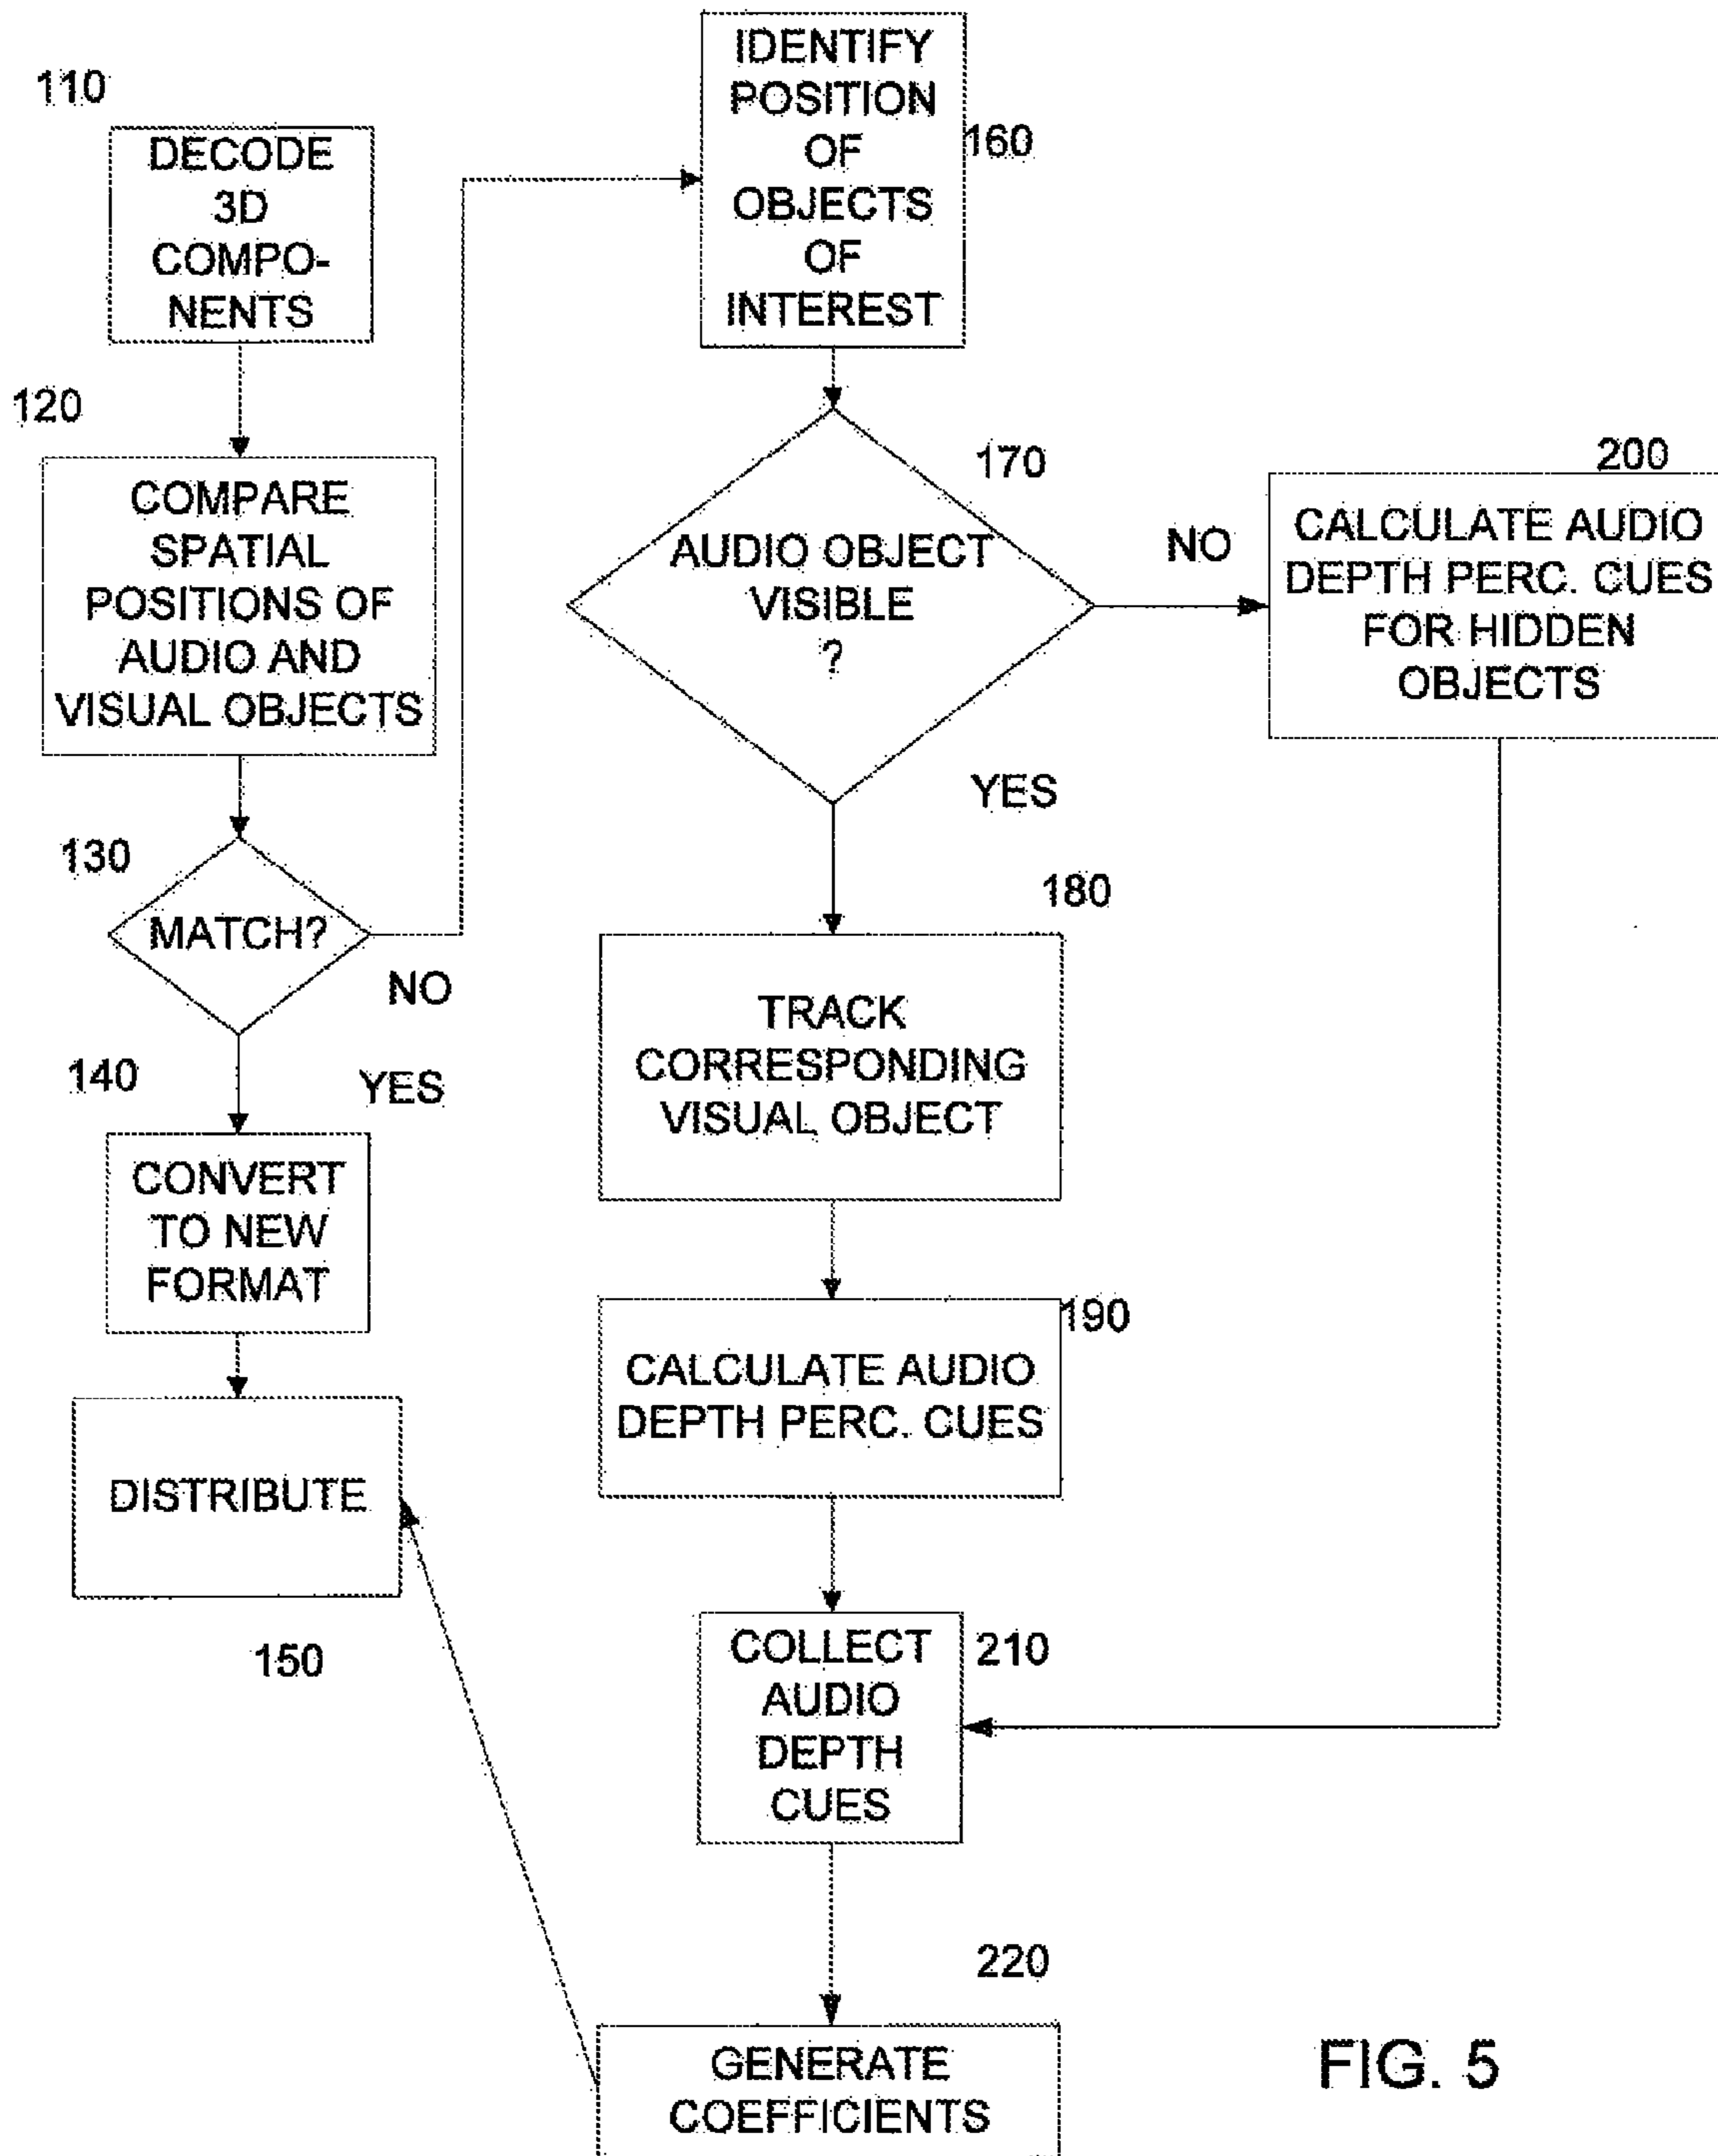 110
DECODE
3D
COMPO-
NENTS
120
COMPARE
SPATIAL
POSITIONS OF
AUDIO AND
VISUAL OBJECTS
130
MATCH?
NO
140
YES
CONVERT
TO NEW
FORMAT
DISTRIBUTE
150
IDENTIFY
POSITION
OF
OBJECTS
OF
INTEREST
160
170
AUDIO OBJECT
VISIBLE
?
NO
YES
200
CALCULATE AUDIO
DEPTH PERC. CUES
FOR HIDDEN
OBJECTS
180
TRACK
CORRESPONDING
VISUAL OBJECT
190
CALCULATE AUDIO
DEPTH PERC. CUES
COLLECT
AUDIO
DEPTH
CUES
210
220
GENERATE
COEFFICIENTS
FIG. 5